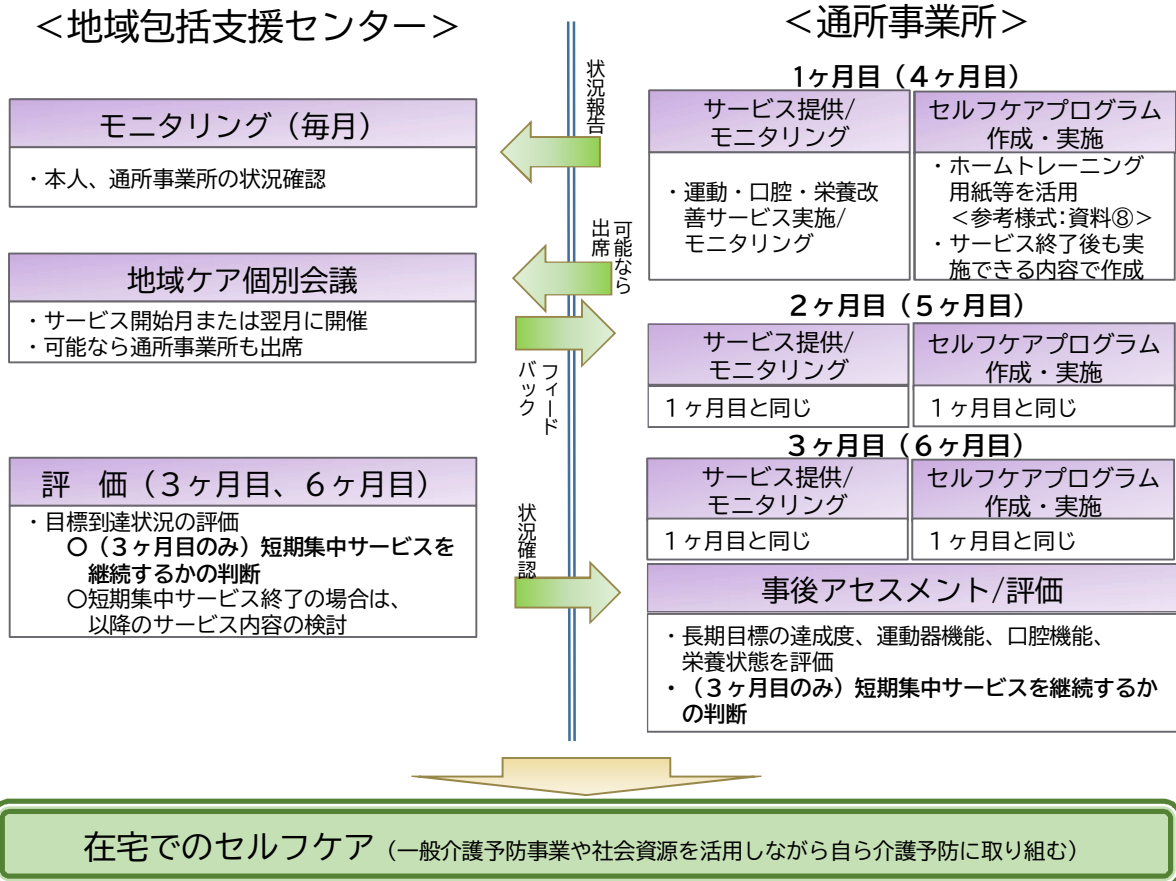 ＜地域包括支援センター＞
モニタリング（毎月）
・本人、通所事業所の状況確認
地域ケア個別会議
・サービス開始月または翌月に開催
・可能なら通所事業所も出席
評　価（３ヶ月目、６ヶ月目）
・目標到達状況の評価
〇（３ヶ月目のみ）短期集中サービスを
継続するかの判断
〇短期集中サービス終了の場合は、
以降のサービス内容の検討
状況報告
可能なら
出席
フィード
バック
状況確認
＜通所事業所＞
1ヶ月目（４ヶ月目）
サービス提供/
モニタリング
・運動・口腔・栄養改
善サービス実施/
モニタリング
セルフケアプログラム
作成・実施
・ホームトレーニング
用紙等を活用
＜参考様式：資料⑧＞
・サービス終了後も実
施できる内容で作成
２ヶ月目（５ヶ月目）
サービス提供/
モニタリング
１ヶ月目と同じ
セルフケアプログラム
作成・実施
１ヶ月目と同じ
３ヶ月目（６ヶ月目）
サービス提供/
モニタリング
１ヶ月目と同じ
セルフケアプログラム
作成・実施
１ヶ月目と同じ
事後アセスメント/評価
・長期目標の達成度、運動器機能、口腔機能、
栄養状態を評価
・（３ヶ月目のみ）短期集中サービスを継続するか
の判断
在宅でのセルフケア（一般介護予防事業や社会資源を活用しながら自ら介護予防に取り組む）